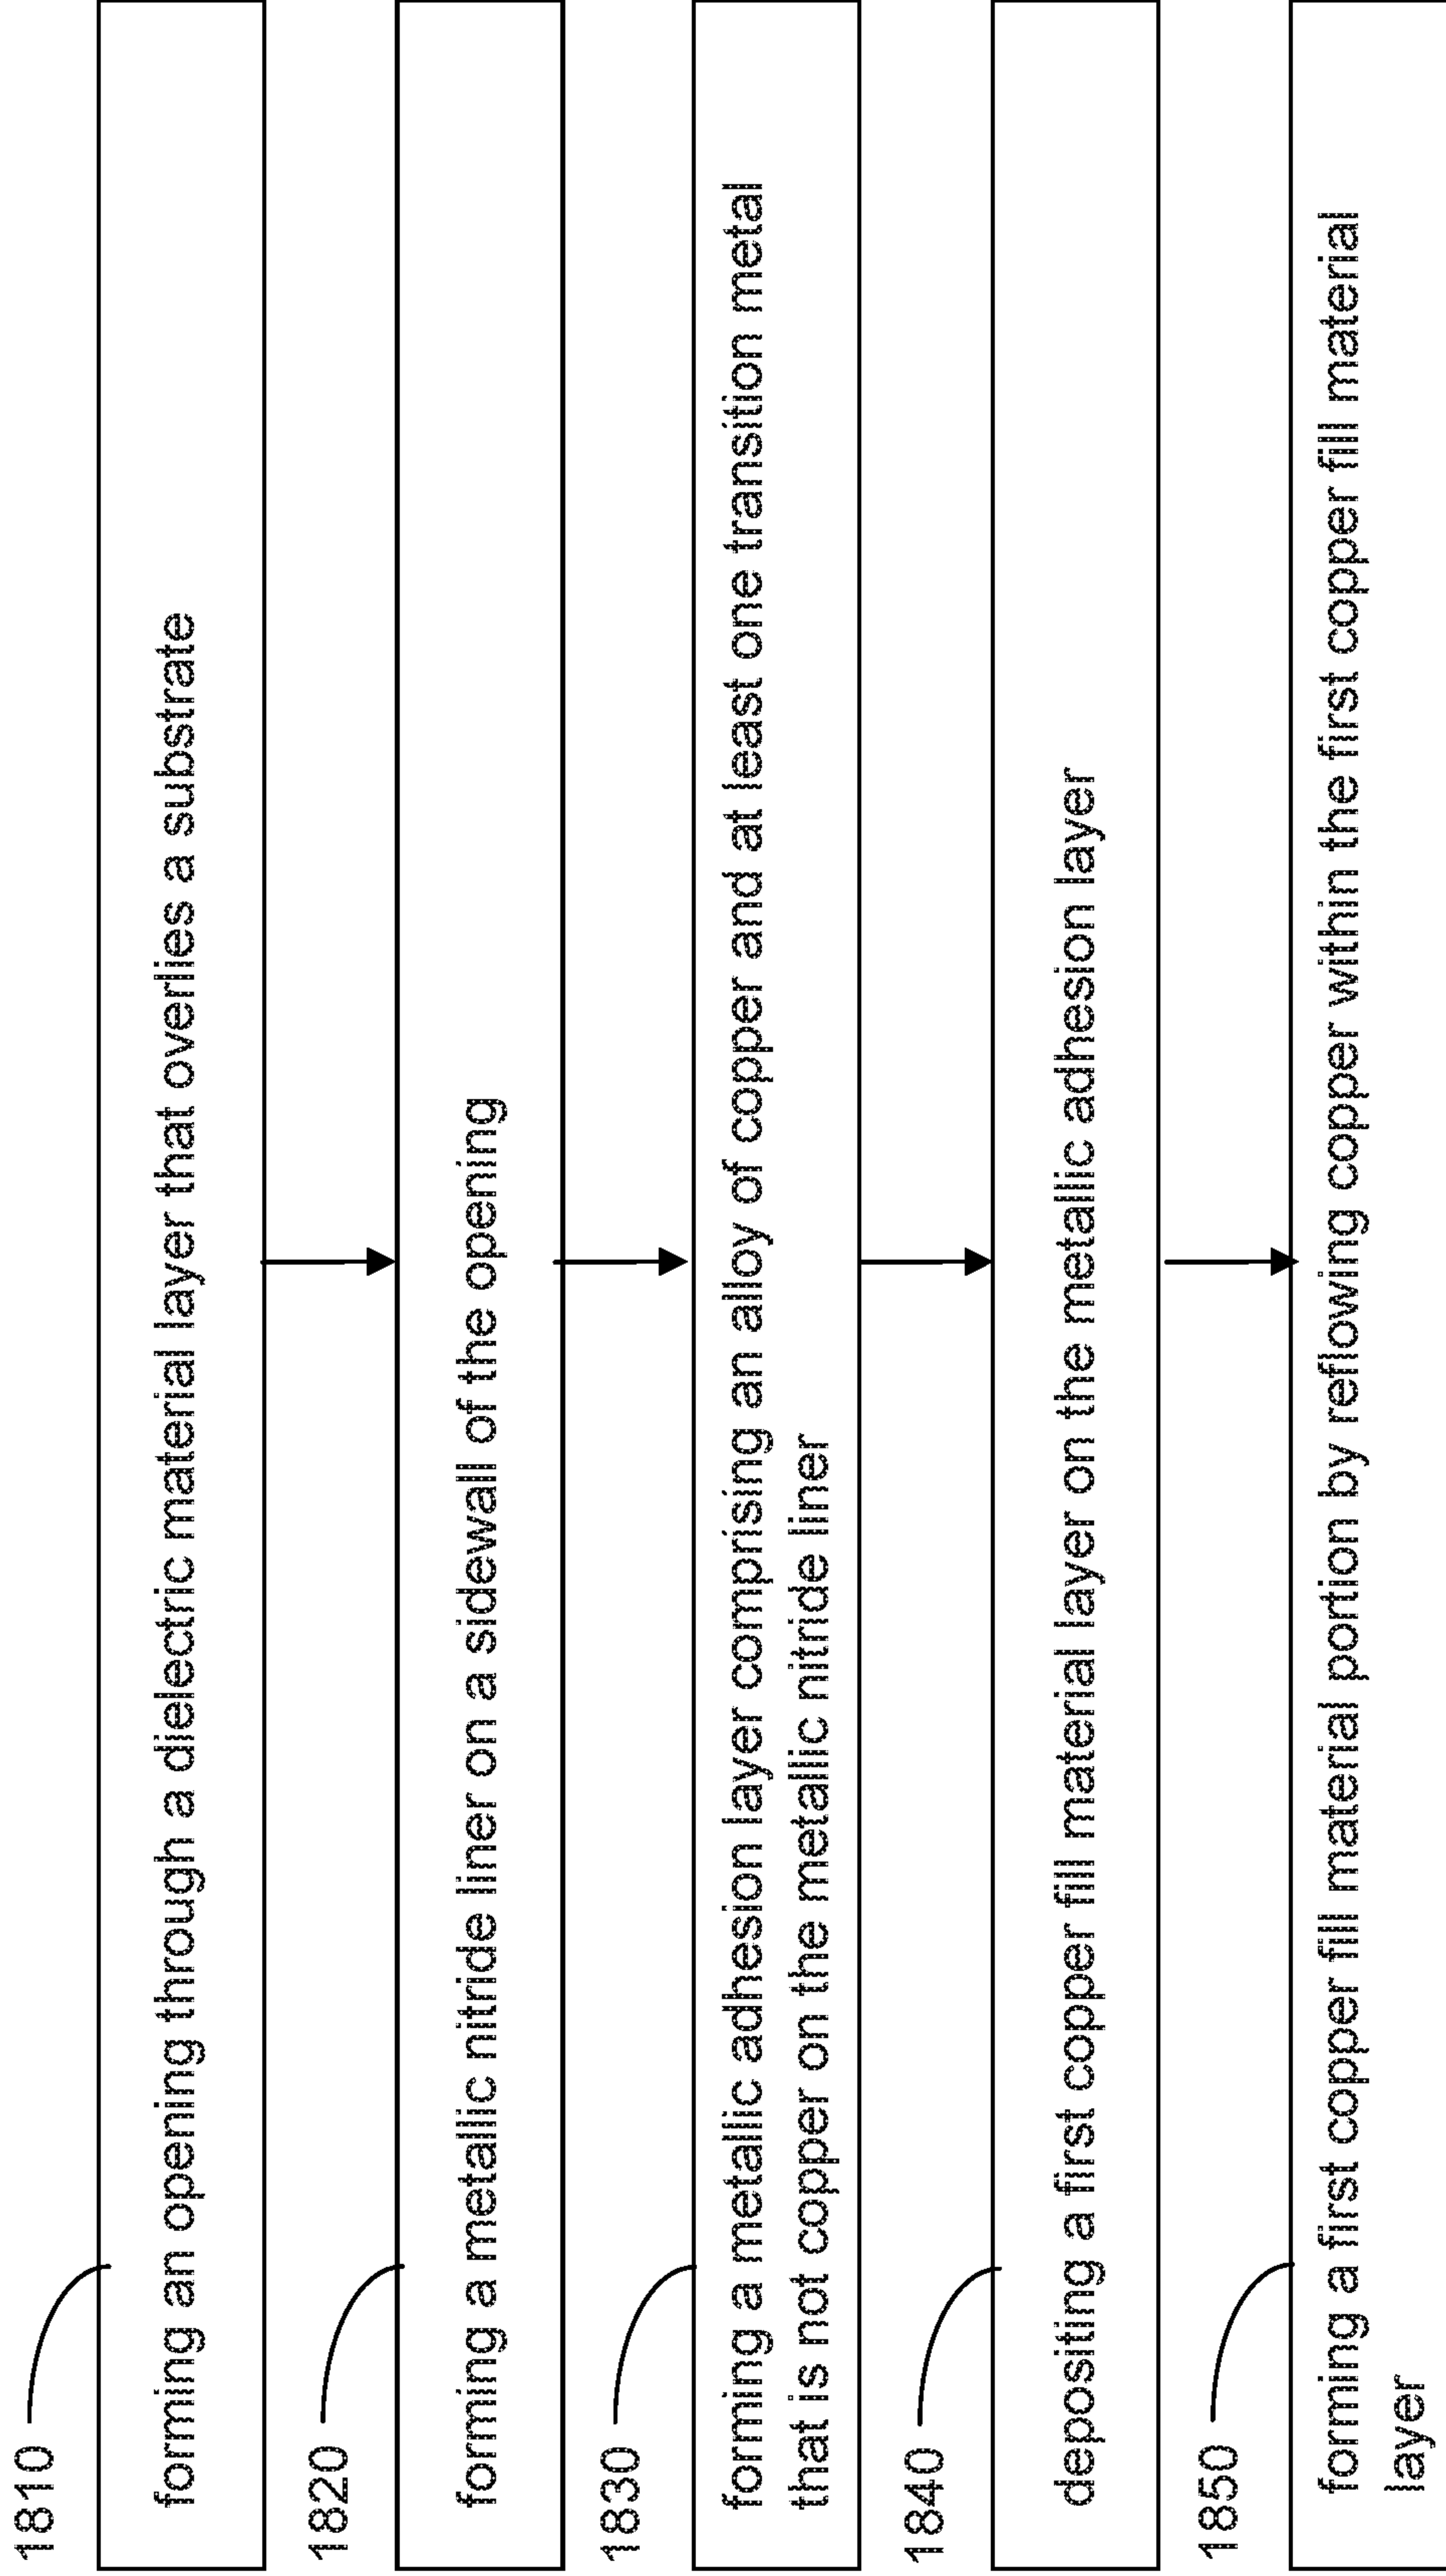 1810
forming an opening through a dielectric material layer that overlies a substrate
1820
forming a metallic nitride liner on a sidewall of the opening
1830
forming a metallic adhesion layer comprising an alloy of copper and at least one transition metal
that is not copper on the metallic nitride liner
1840
depositing a first copper fill material layer on the metallic adhesion layer
1850
forming a first copper fill material portion by reflowing copper within the first copper fill material
layer